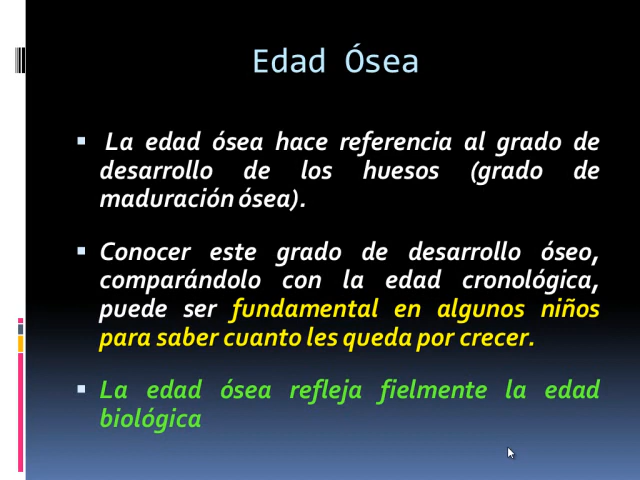 Edad Ósea
La edad ósea hace referencia al grado de
desarrollo de los huesos (grado de
maduración ósea).
Conocer este grado de desarrollo óseo,
comparándolo con la edad cronológica,
puede ser fundamental en algunos niños
para saber cuanto les queda por crecer.
La edad ósea refleja fielmente la edad
biológica